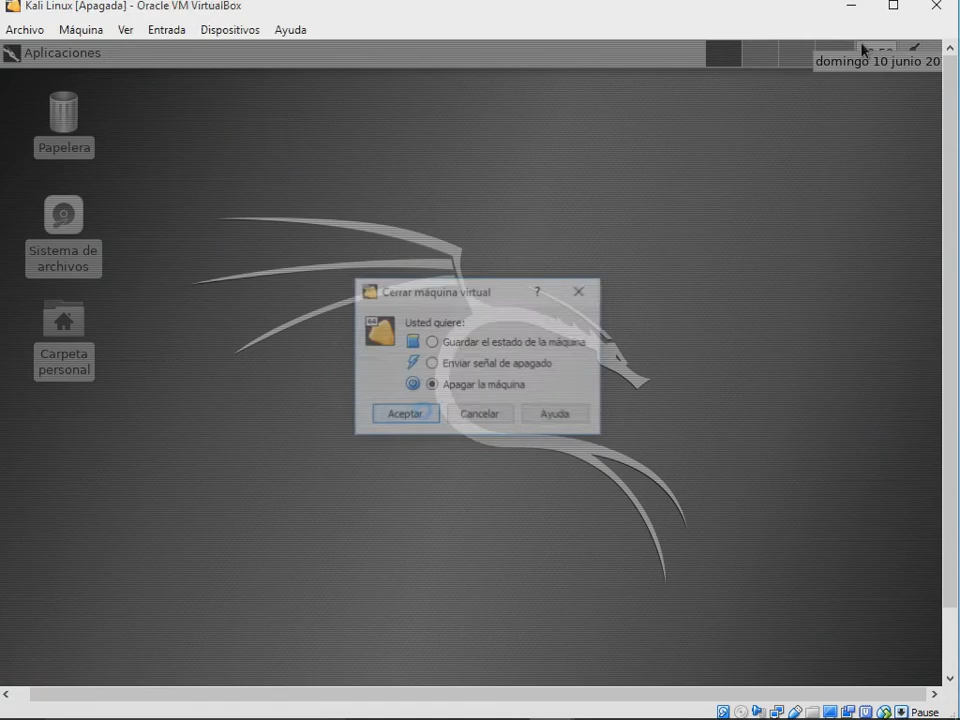 Kali Linux [Apagada] - Oracle VM VirtualBox
Archivo Máquina Ver Entrada Dispositivos Ayuda
Aplicaciones
domingo 10 junio 20
Papelera
Sistema de
archivos
Carpeta
personal
Cerrar máquina virtual ?
64
Usted quiere:
Guardar el estado de la máquina
Enviar señal de apagado
Apagar la máquina
Aceptar Cancelar Ayuda
Pause